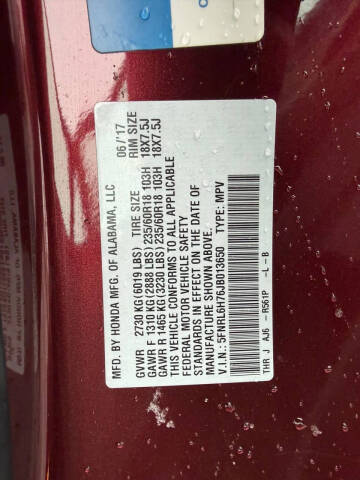 MFD. BY HONDA MFG. OF ALABAMA, LLC 06/'17
GVWR 2730 KG(6019 LBS) TIRE SIZE RIM SIZE
GAWR F 1310 KG(2888 LBS) 235/60R18 103H 18X7.5J
GAWR R 1465 KG(3230 LBS) 235/60R18 103H 18X7.5J
THIS VEHICLE CONFORMS TO ALL APPLICABLE
FEDERAL MOTOR VEHICLE SAFETY
STANDARDS IN EFFECT ON THE DATE OF
MANUFACTURE SHOWN ABOVE.
V.I.N.: 5FNRL6H76JB013650 TYPE: MPV
THR J AJ6 - R561P -L -B